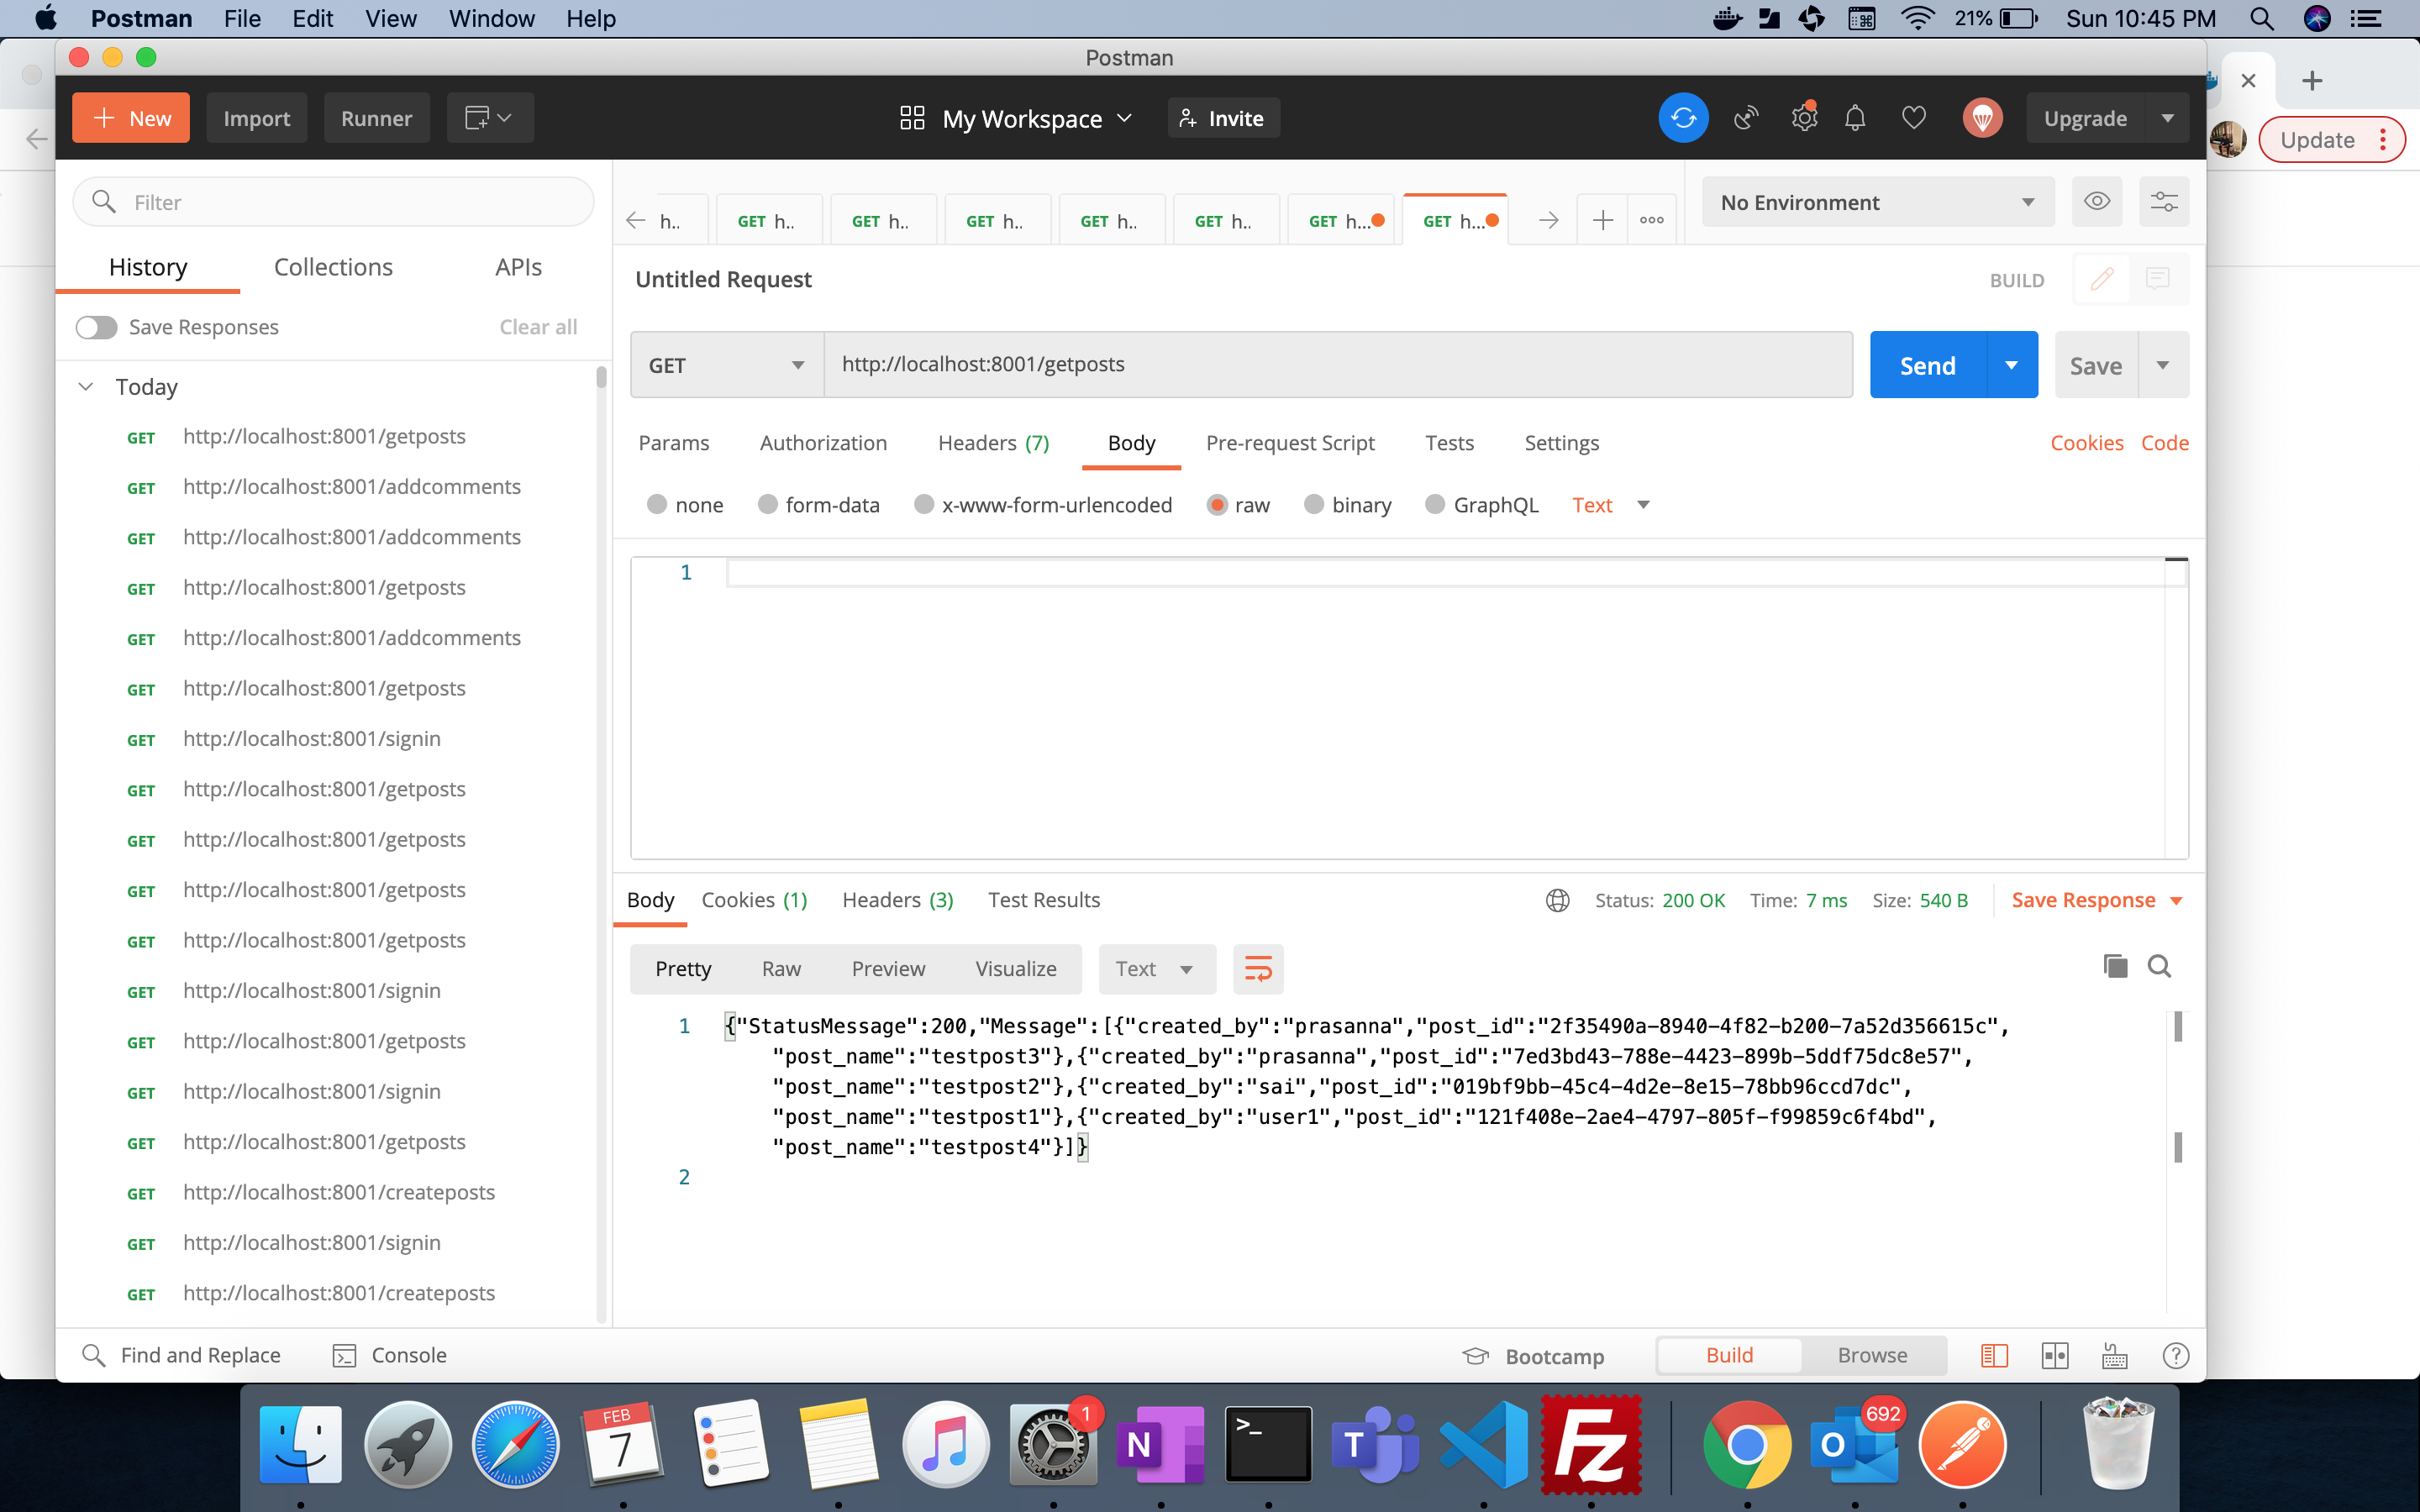 Postman File Edit View Window Help
21% Sun 10:45 PM
Postman
New Import Runner
My Workspace Invite
Upgrade
Update
Filter
History Collections APIs
Save Responses Clear all
Today
GET http://localhost:8001/getposts
GET http://localhost:8001/addcomments
GET http://localhost:8001/addcomments
GET http://localhost:8001/getposts
GET http://localhost:8001/addcomments
GET http://localhost:8001/getposts
GET http://localhost:8001/signin
GET http://localhost:8001/getposts
GET http://localhost:8001/getposts
GET http://localhost:8001/getposts
GET http://localhost:8001/getposts
GET http://localhost:8001/signin
GET http://localhost:8001/getposts
GET http://localhost:8001/signin
GET http://localhost:8001/getposts
GET http://localhost:8001/createposts
GET http://localhost:8001/signin
GET http://localhost:8001/createposts
h.. GET h.. GET h.. GET h.. GET h.. GET h.. GET h... GET h...
No Environment
Untitled Request
BUILD
GET http://localhost:8001/getposts
Send Save
Params Authorization Headers (7) Body Pre-request Script Tests Settings
Cookies Code
none form-data x-www-form-urlencoded raw binary GraphQL Text
1
Body Cookies (1) Headers (3) Test Results
Status: 200 OK Time: 7 ms Size: 540 B Save Response
Pretty Raw Preview Visualize Text
1 {"StatusMessage":200,"Message":[{"created_by":"prasanna","post_id":"2f35490a-8940-4f82-b200-7a52d356615c",
"post_name":"testpost3"},{"created_by":"prasanna","post_id":"7ed3bd43-788e-4423-899b-5ddf75dc8e57",
"post_name":"testpost2"},{"created_by":"sai","post_id":"019bf9bb-45c4-4d2e-8e15-78bb96ccd7dc",
"post_name":"testpost1"},{"created_by":"user1","post_id":"121f408e-2ae4-4797-805f-f99859c6f4bd",
"post_name":"testpost4"}]}
2
Find and Replace Console
Bootcamp Build Browse
FEB
7
1
N
>_
T
Fz
O
692